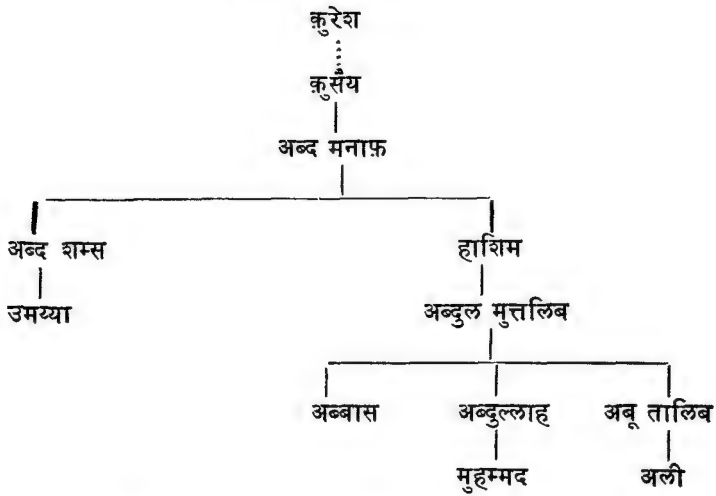 क़ुरेश
क़ुसैय
अब्द मनाफ़
अब्द शम्स हाशिम
उमय्या अब्दुल मुत्तलिब
अब्बास अब्दुल्लाह अबू तालिब
मुहम्मद अली